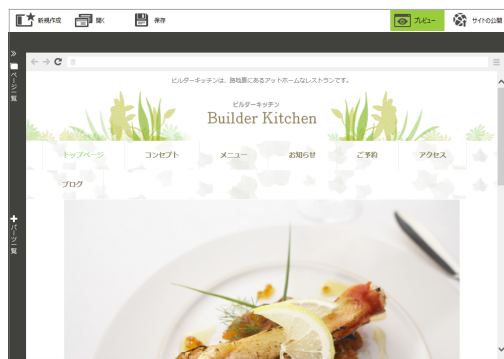 新規作成 開く 保存 プレビュー サイトの公開
ページ一覧
ビルダーキッチンは、路地裏にあるアットホームなレストランです。
ビルダーキッチン
Builder Kitchen
トップページ コンセプト メニュー お知らせ ご予約 アクセス
ブログ
パーツ一覧